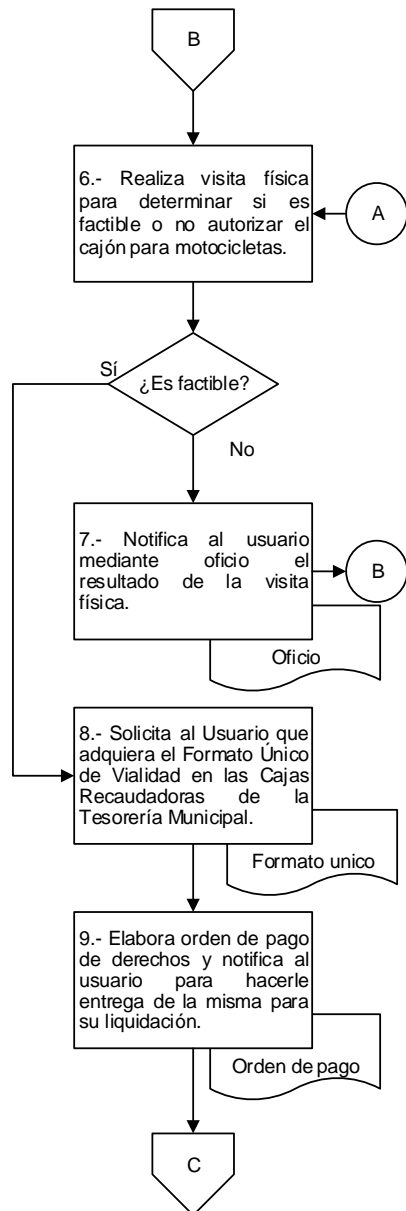 B
6.- Realiza visita física
para determinar si es
factible o no autorizar el
cajón para motocicletas.
A
Sí
¿Es factible?
No
7.- Notifica al usuario
mediante oficio el
resultado de la visita
física.
B
Oficio
8.- Solicita al Usuario que
adquiera el Formato Único
de Vialidad en las Cajas
Recaudadoras de la
Tesorería Municipal.
Formato unico
9.- Elabora orden de pago
de derechos y notifica al
usuario para hacerle
entrega de la misma para
su liquidación.
Orden de pago
C